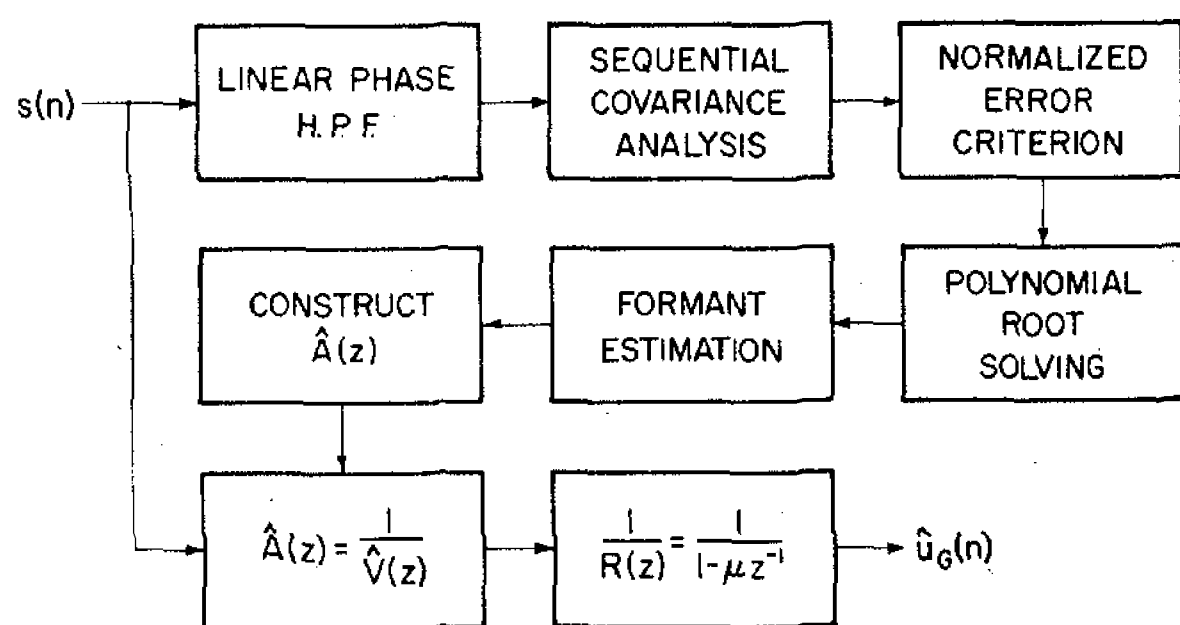 s(n)
LINEAR PHASE
H.P.F.
SEQUENTIAL
COVARIANCE
ANALYSIS
NORMALIZED
ERROR
CRITERION
CONSTRUCT
Â(z)
FORMANT
ESTIMATION
POLYNOMIAL
ROOT
SOLVING
Â(z) = 1/V̂(z)
1/R(z) = 1/(1-μz⁻¹)
û_G(n)